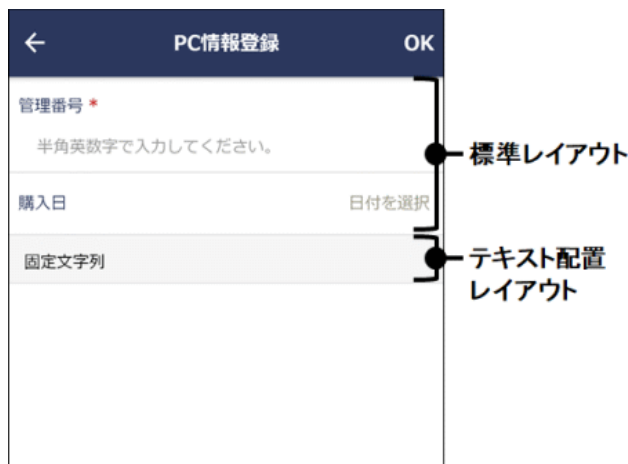 ← PC情報登録 OK
管理番号 *
半角英数字で入力してください。
購入日 日付を選択
固定文字列
標準レイアウト
テキスト配置
レイアウト